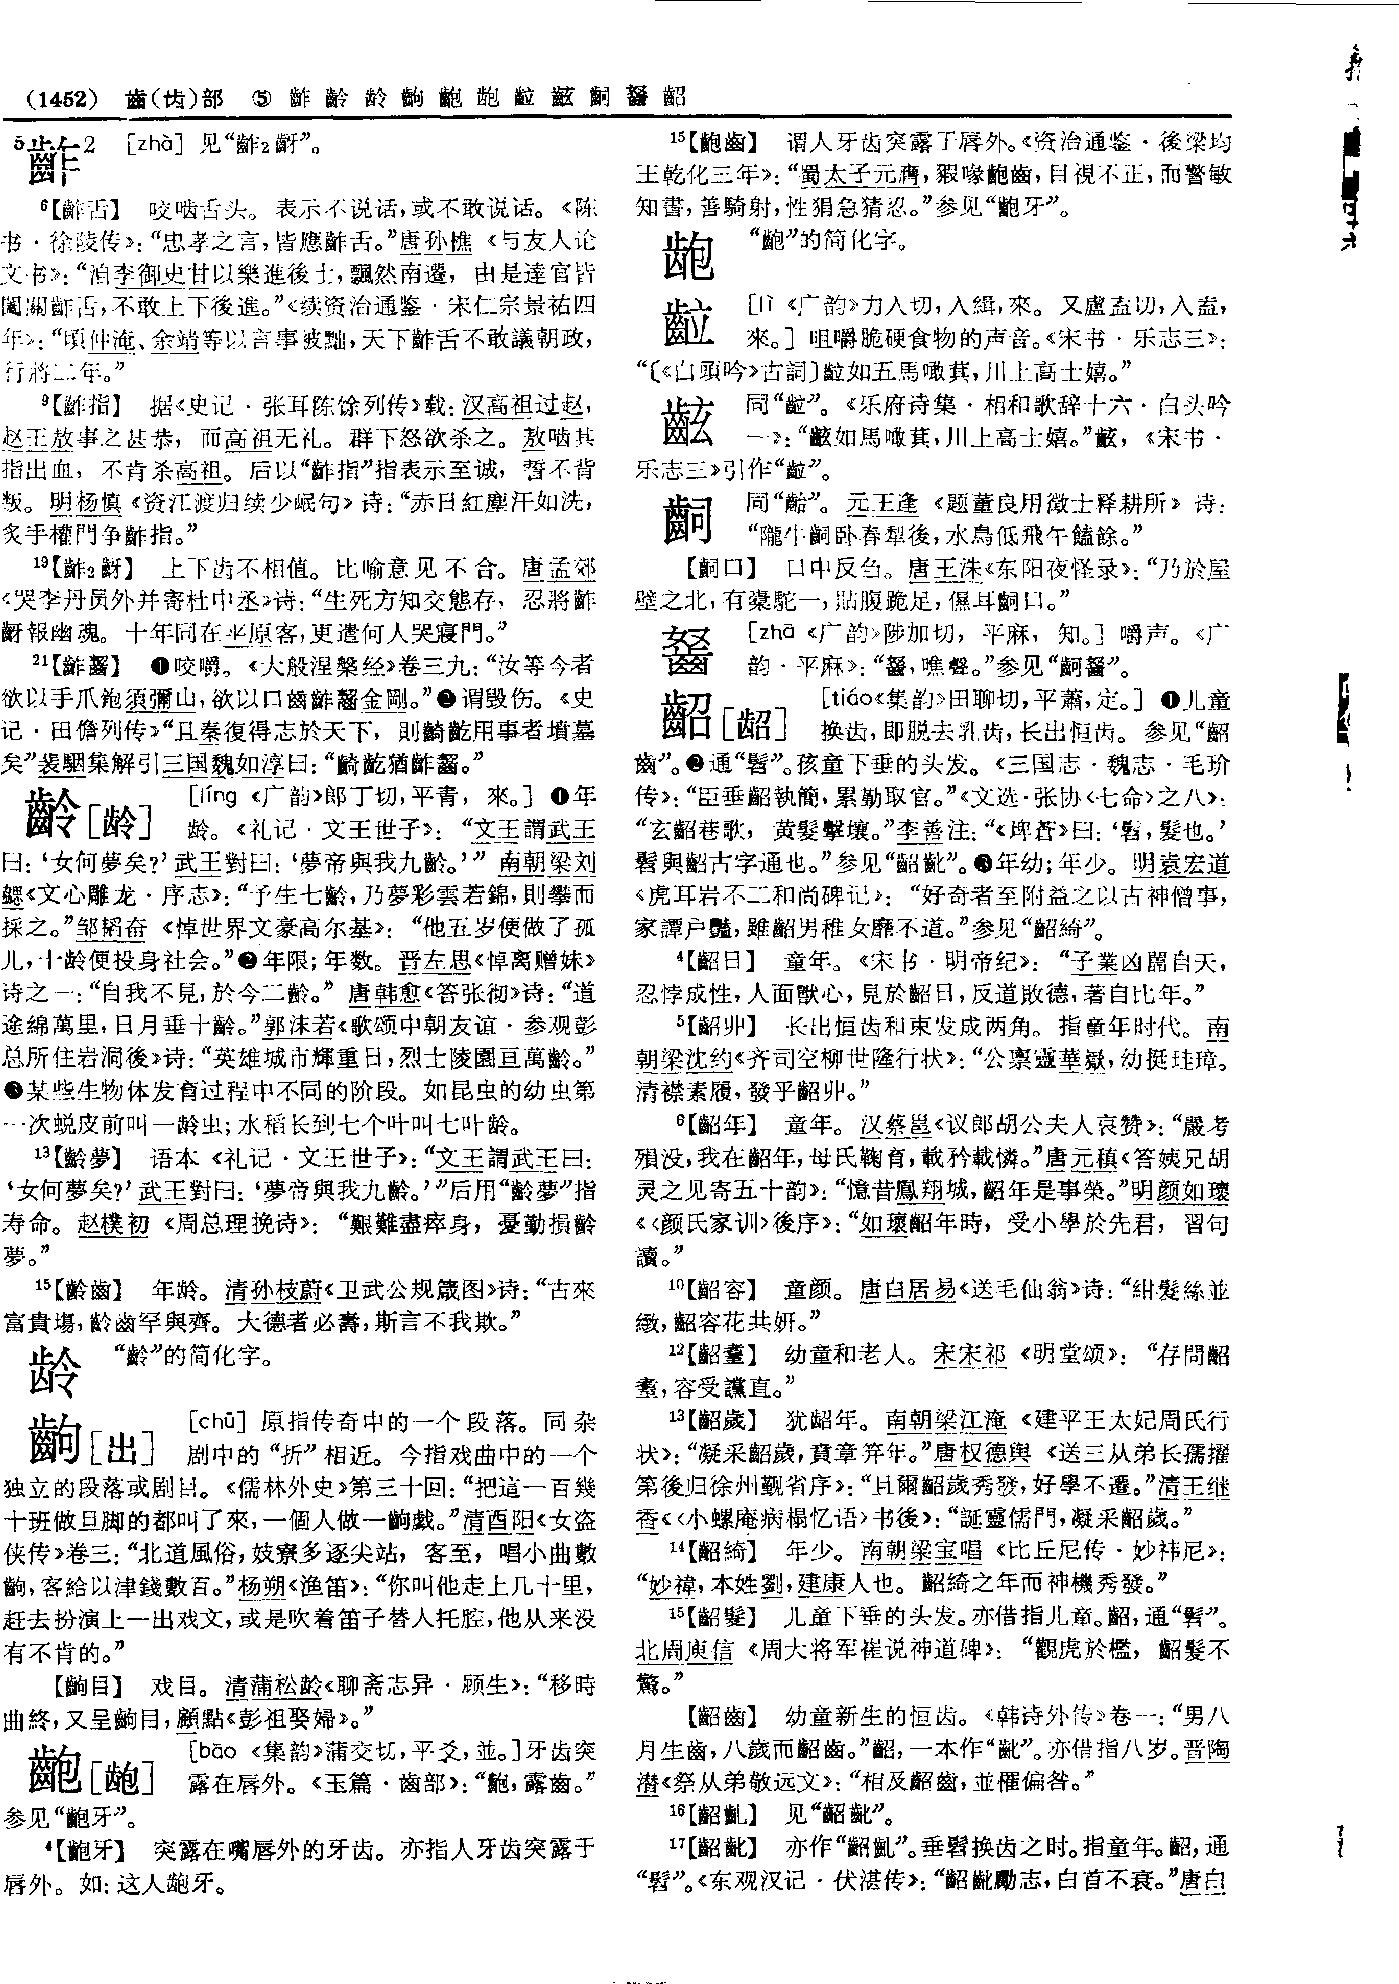 (1452) 齒(齿)部 ⑤ 齚 齡 龄 齣 齙 龅 齛 䶥 齝 齰 齠
5齚2 [zhà] 见“齚2齖”。
6【齚舌】 咬啮舌头。表示不说话,或不敢说话。《陈
书·徐陵传》:“忠孝之言,皆應齚舌。”唐孙樵《与友人论
文书》:“洎李御史甘以樂進後士,飄然南遷,由是達官皆
闔關齚舌,不敢上下後進。”《续资治通鉴·宋仁宗景祐四
年》:“頃仲淹、余靖等以言事被黜,天下齚舌不敢議朝政,
行將二年。”
9【齚指】 据《史记·张耳陈馀列传》载:汉高祖过赵,
赵王敖事之甚恭,而高祖无礼。群下怒欲杀之。敖啮其
指出血,不肯杀高祖。后以“齚指”指表示至诚,誓不背
叛。明杨慎《资江渡归续少岷句》诗:“赤日紅塵汗如洗,
炙手權門争齚指。”
19【齚2齖】 上下齿不相值。比喻意见不合。唐孟郊
《哭李丹员外并寄杜中丞》诗:“生死方知交態存,忍將齚
齖報幽魂。十年同在平原客,更遣何人哭寢門。”
21【齚齧】 ❶咬嚼。《大般涅槃经》卷三九:“汝等今者
欲以手爪鉋須彌山,欲以口齒齚齧金剛。”❷谓毁伤。《史
记·田儋列传》“且秦復得志於天下,則齮齕用事者墳墓
矣”裴駰集解引三国魏如淳曰:“齮齕猶齚齧。”
齡[龄] [líng《广韵》郎丁切,平青,來。] ❶年
龄。《礼记·文王世子》:“文王謂武王
曰:‘女何夢矣?’武王對曰:‘夢帝與我九齡。’” 南朝梁刘
勰《文心雕龙·序志》:“予生七齡,乃夢彩雲若錦,則攀而
採之。”邹韬奋《悼世界文豪高尔基》:“他五岁便做了孤
儿,十龄便投身社会。”❷年限;年数。晋左思《悼离赠妹》
诗之一:“自我不見,於今二齡。” 唐韩愈《答张彻》诗:“道
途綿萬里,日月垂十齡。”郭沫若《歌颂中朝友谊·参观彭
总所住岩洞後》诗:“英雄城市輝重日,烈士陵園亘萬齡。”
❸某些生物体发育过程中不同的阶段。如昆虫的幼虫第
一次蜕皮前叫一龄虫;水稻长到七个叶叫七叶龄。
13【齡夢】 语本《礼记·文王世子》:“文王謂武王曰:
‘女何夢矣?’武王對曰:‘夢帝與我九齡。’”后用“齡夢”指
寿命。赵樸初《周总理挽诗》:“艱難盡瘁身,憂勤損齡
夢。”
15【齡齒】 年龄。清孙枝蔚《卫武公规箴图》诗:“古來
富貴場,齡齒罕與齊。大德者必壽,斯言不我欺。”
龄 “齡”的简化字。
齣[出] [chū] 原指传奇中的一个段落。同杂
剧中的“折”相近。今指戏曲中的一个
独立的段落或剧目。《儒林外史》第三十回:“把這一百幾
十班做旦脚的都叫了來,一個人做一齣戲。”清酉阳《女盗
侠传》卷三:“北道風俗,妓寮多逐尖站,客至,唱小曲數
齣,客給以津錢數百。”杨朔《渔笛》:“你叫他走上几十里,
赶去扮演上一出戏文,或是吹着笛子替人托腔,他从来没
有不肯的。”
【齣目】 戏目。清蒲松龄《聊斋志异·顾生》:“移時
曲終,又呈齣目,顧點《彭祖娶婦》。”
齙[龅] [bāo《集韵》蒲交切,平爻,並。]牙齿突
露在唇外。《玉篇·齒部》:“齙,露齒。”
参见“齙牙”。
4【齙牙】 突露在嘴唇外的牙齿。亦指人牙齿突露于
唇外。如:这人龅牙。
15【齙齒】 谓人牙齿突露于唇外。《资治通鉴·後梁均
王乾化三年》:“蜀太子元膺,猳喙齙齒,目視不正,而警敏
知書,善騎射,性狷急猜忍。”参见“齙牙”。
龅 “齙”的简化字。
𪗶 [lì《广韵》力入切,入緝,來。又盧盍切,入盍,
來。] 咀嚼脆硬食物的声音。《宋书·乐志三》:
“〔《白頭吟》古詞〕𪗶如五馬噉萁,川上高士嬉。”
䶥 同“𪗶”。《乐府诗集·相和歌辞十六·白头吟
一》:“䶥如馬噉萁,川上高士嬉。”䶥,《宋书·
乐志三》引作“𪗶”。
齝 同“齝”。元王逢《题董良用徵士释耕所》诗:
“隴牛齝卧春犁後,水鳥低飛午饁餘。”
【齝口】 口中反刍。唐王洙《东阳夜怪录》:“乃於屋
壁之北,有橐駝一,貼腹跪足,儑耳齝口。”
[zhā《广韵》陟加切,平麻,知。] 嚼声。《广
韵·平麻》:
齠[龆] [tiáo《集韵》田聊切,平蕭,定。] ❶儿童
换齿,即脱去乳齿,长出恒齿。参见“齠
齒”。❷通“髫”。孩童下垂的头发。《三国志·魏志·毛玠
传》:“臣垂齠執簡,累勤取官。”《文选·张协〈七命〉之八》:
“玄齠巷歌,黄髮擊壤。”李善注:“《埤苍》曰:‘髫,髮也。’
髫與齠古字通也。”参见“齠齔”。❸年幼;年少。明袁宏道
《虎耳岩不二和尚碑记》:“好奇者至附益之以古神僧事,
家譚户豔,雖齠男稚女靡不道。”参见“齠綺”。
4【齠日】 童年。《宋书·明帝纪》:“子業凶嚚自天,
忍悖成性,人面獸心,見於齠日,反道敗德,著自比年。”
5【齠丱】 长出恒齿和束发成两角。指童年时代。南
朝梁沈约《齐司空柳世隆行状》:“公禀靈華嶽,幼挺珪璋。
清襟素履,發乎齠丱。”
6【齠年】 童年。汉蔡邕《议郎胡公夫人哀赞》:“嚴考
殞没,我在齠年,母氏鞠育,載矜載憐。”唐元稹《答姨兄胡
灵之见寄五十韵》:“憶昔鳳翔城,齠年是事榮。”明颜如瓌
《〈颜氏家训〉後序》:“如瓌齠年時,受小學於先君,習句
讀。”
10【齠容】 童颜。唐白居易《送毛仙翁》诗:“紺髮絲並
緻,齠容花共妍。”
12【齠耋】 幼童和老人。宋宋祁《明堂颂》:“存問齠
耋,容受讜直。”
13【齠歲】 犹龆年。南朝梁江淹《建平王太妃周氏行
状》:“凝采齠歲,賁章笄年。”唐权德舆《送三从弟长孺擢
第後归徐州觐省序》:“且爾齠歲秀發,好學不遷。”清王继
香《〈小螺庵病榻忆语〉书後》:“誕靈儒門,凝采齠歲。”
14【齠綺】 年少。南朝梁宝唱《比丘尼传·妙祎尼》:
“妙褘,本姓劉,建康人也。齠綺之年而神機秀發。”
15【齠髮】 儿童下垂的头发。亦借指儿童。齠,通“髫”。
北周庾信《周大将军崔说神道碑》:“觀虎於檻,齠髮不
驚。”
【齠齒】 幼童新生的恒齿。《韩诗外传》卷一:“男八
月生齒,八歲而齠齒。”齠,一本作“齔”。亦借指八岁。晋陶
潜《祭从弟敬远文》:“相及齠齒,並罹偏咎。”
16【齠齓】 见“齠齔”。
17【齠齔】 亦作“齠齓”。垂髫换齿之时。指童年。齠,通
“髫”。《东观汉记·伏湛传》:“齠齔勵志,白首不衰。”唐白